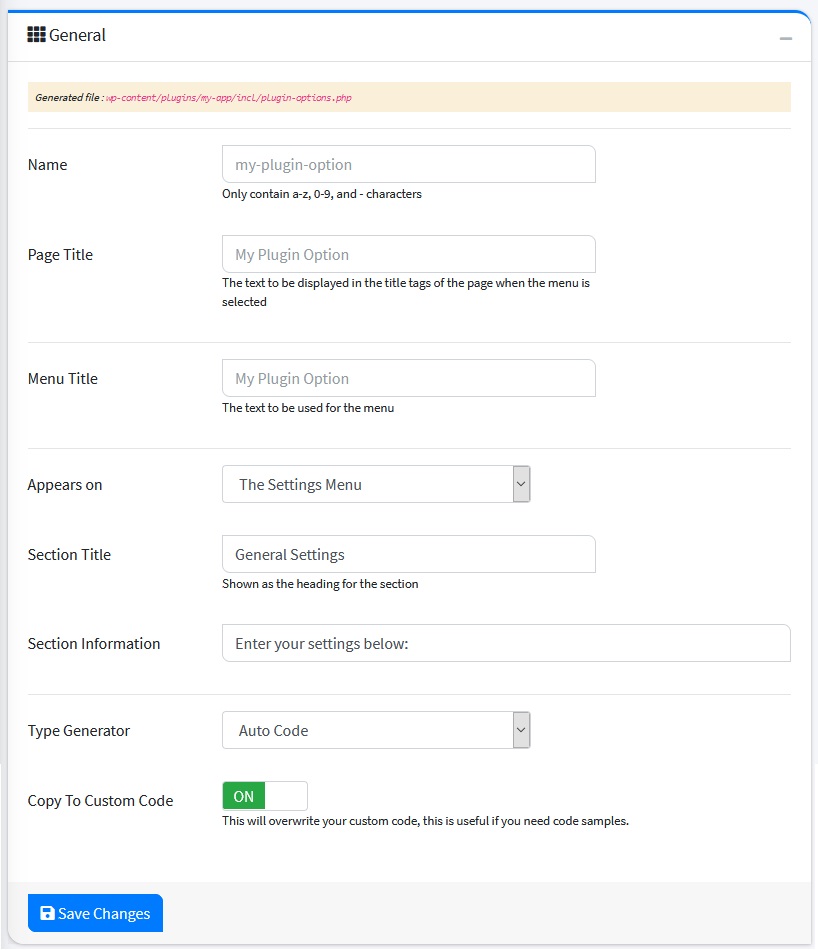 General
Generated file : wp-content/plugins/my-app/incl/plugin-options.php
Name
my-plugin-option
Only contain a-z, 0-9, and - characters
Page Title
My Plugin Option
The text to be displayed in the title tags of the page when the menu is
selected
Menu Title
My Plugin Option
The text to be used for the menu
Appears on
The Settings Menu
Section Title
General Settings
Shown as the heading for the section
Section Information
Enter your settings below:
Type Generator
Auto Code
Copy To Custom Code
ON
This will overwrite your custom code, this is useful if you need code samples.
Save Changes